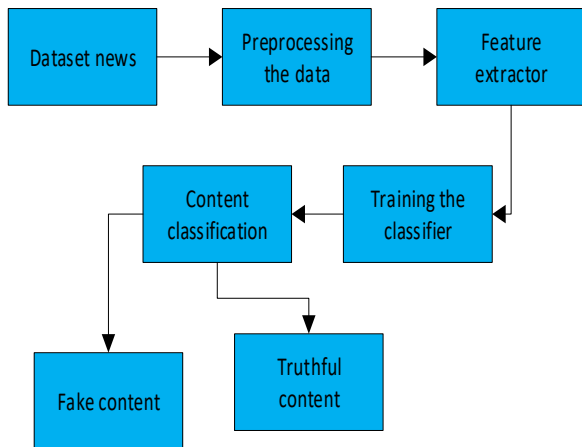 Dataset news
Preprocessing
the data
Feature
extractor
Content
classification
Training the
classifier
Fake content
Truthful
content